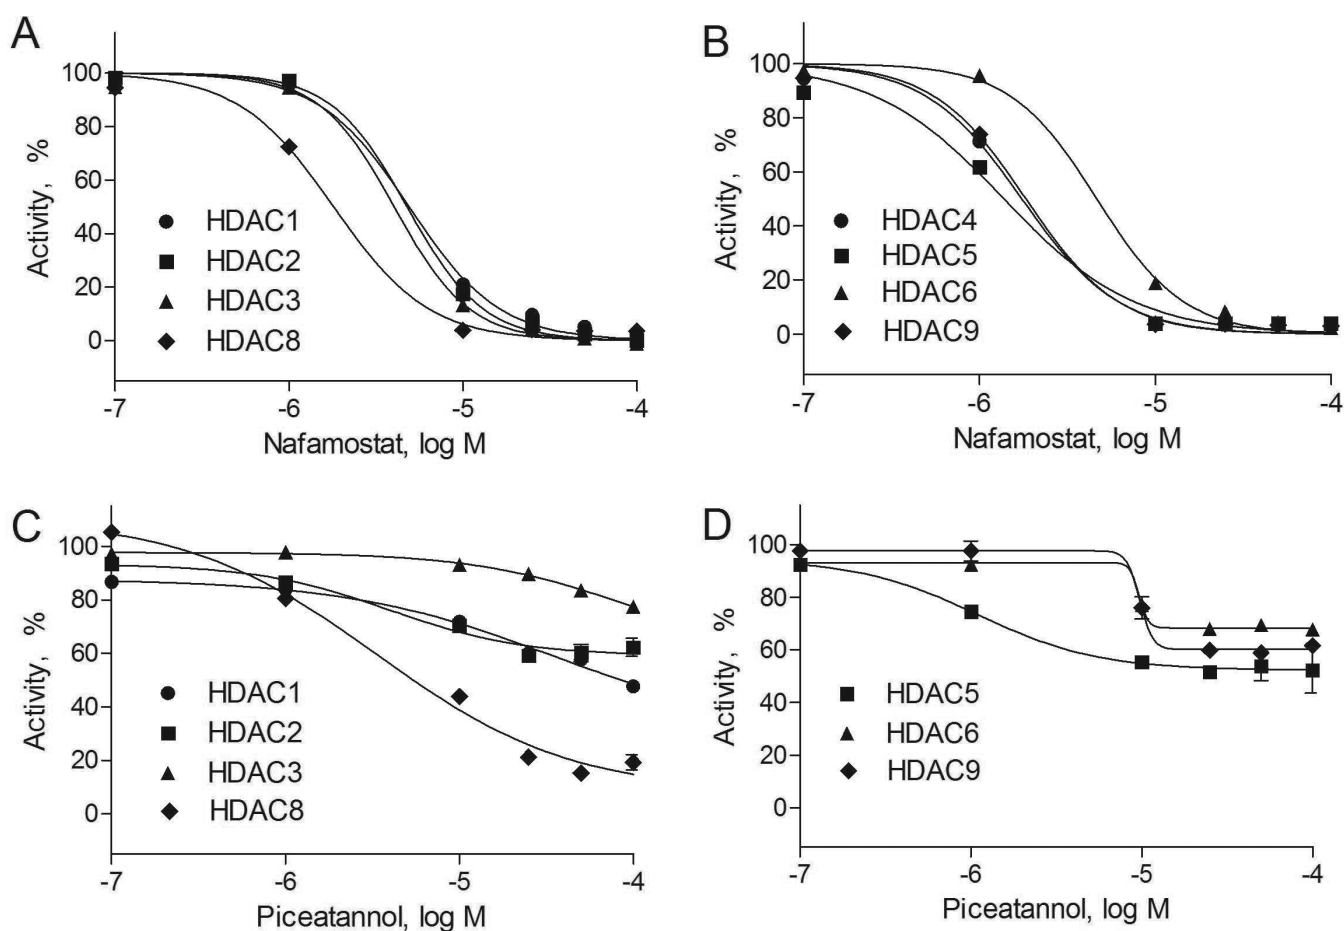 A
Activity, %
100
80
60
40
20
0
HDAC1
HDAC2
HDAC3
HDAC8
-7 -6 -5 -4
Nafamostat, log M
B
Activity, %
100
80
60
40
20
0
HDAC4
HDAC5
HDAC6
HDAC9
-7 -6 -5 -4
Nafamostat, log M
C
Activity, %
100
80
60
40
20
0
HDAC1
HDAC2
HDAC3
HDAC8
-7 -6 -5 -4
Piceatannol, log M
D
Activity, %
100
80
60
40
20
0
HDAC5
HDAC6
HDAC9
-7 -6 -5 -4
Piceatannol, log M